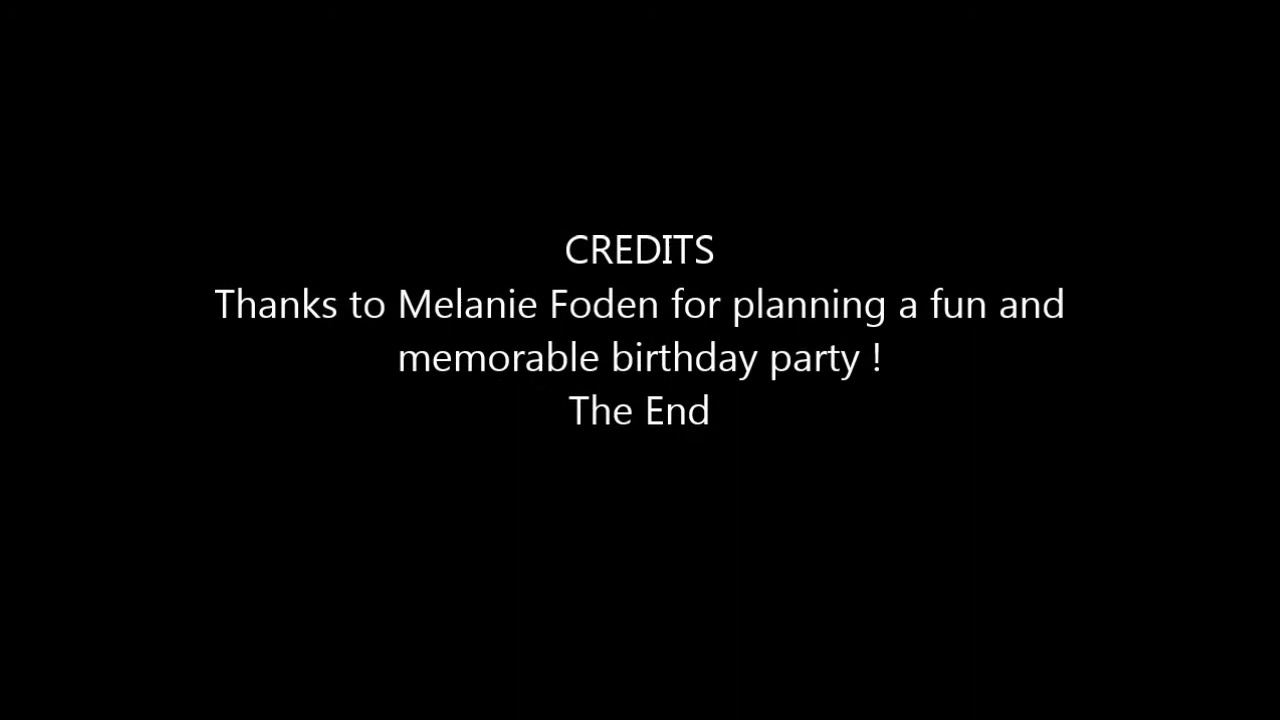 CREDITS
Thanks to Melanie Foden for planning a fun and
memorable birthday party !
The End